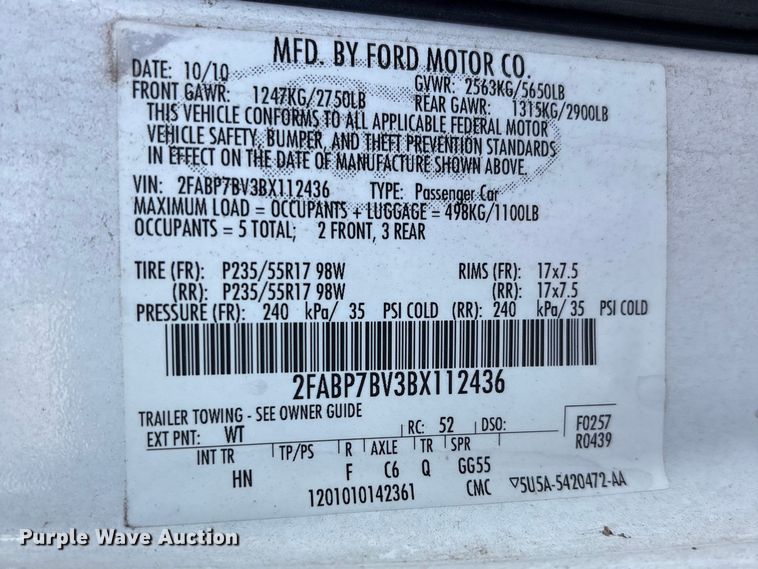 MFD. BY FORD MOTOR CO.
DATE: 10/10 GVWR: 2563KG/5650LB
FRONT GAWR: 1247KG/2750LB REAR GAWR: 1315KG/2900LB
THIS VEHICLE CONFORMS TO ALL APPLICABLE FEDERAL MOTOR
VEHICLE SAFETY, BUMPER, AND THEFT PREVENTION STANDARDS
IN EFFECT ON THE DATE OF MANUFACTURE SHOWN ABOVE.
VIN: 2FABP7BV3BX112436 TYPE: Passenger Car
MAXIMUM LOAD = OCCUPANTS + LUGGAGE = 498KG/1100LB
OCCUPANTS = 5 TOTAL; 2 FRONT, 3 REAR
TIRE (FR): P235/55R17 98W RIMS (FR): 17x7.5
(RR): P235/55R17 98W (RR): 17x7.5
PRESSURE (FR): 240 kPa/ 35 PSI COLD (RR): 240 kPa/ 35 PSI COLD
2FABP7BV3BX112436
TRAILER TOWING - SEE OWNER GUIDE
EXT PNT: WT RC: 52 DSO: F0257
R0439
INT TR TP/PS R AXLE TR SPR
HN F C6 Q GG55
1201010142361 CMC ▽5U5A-5420472-AA
Purple Wave Auction